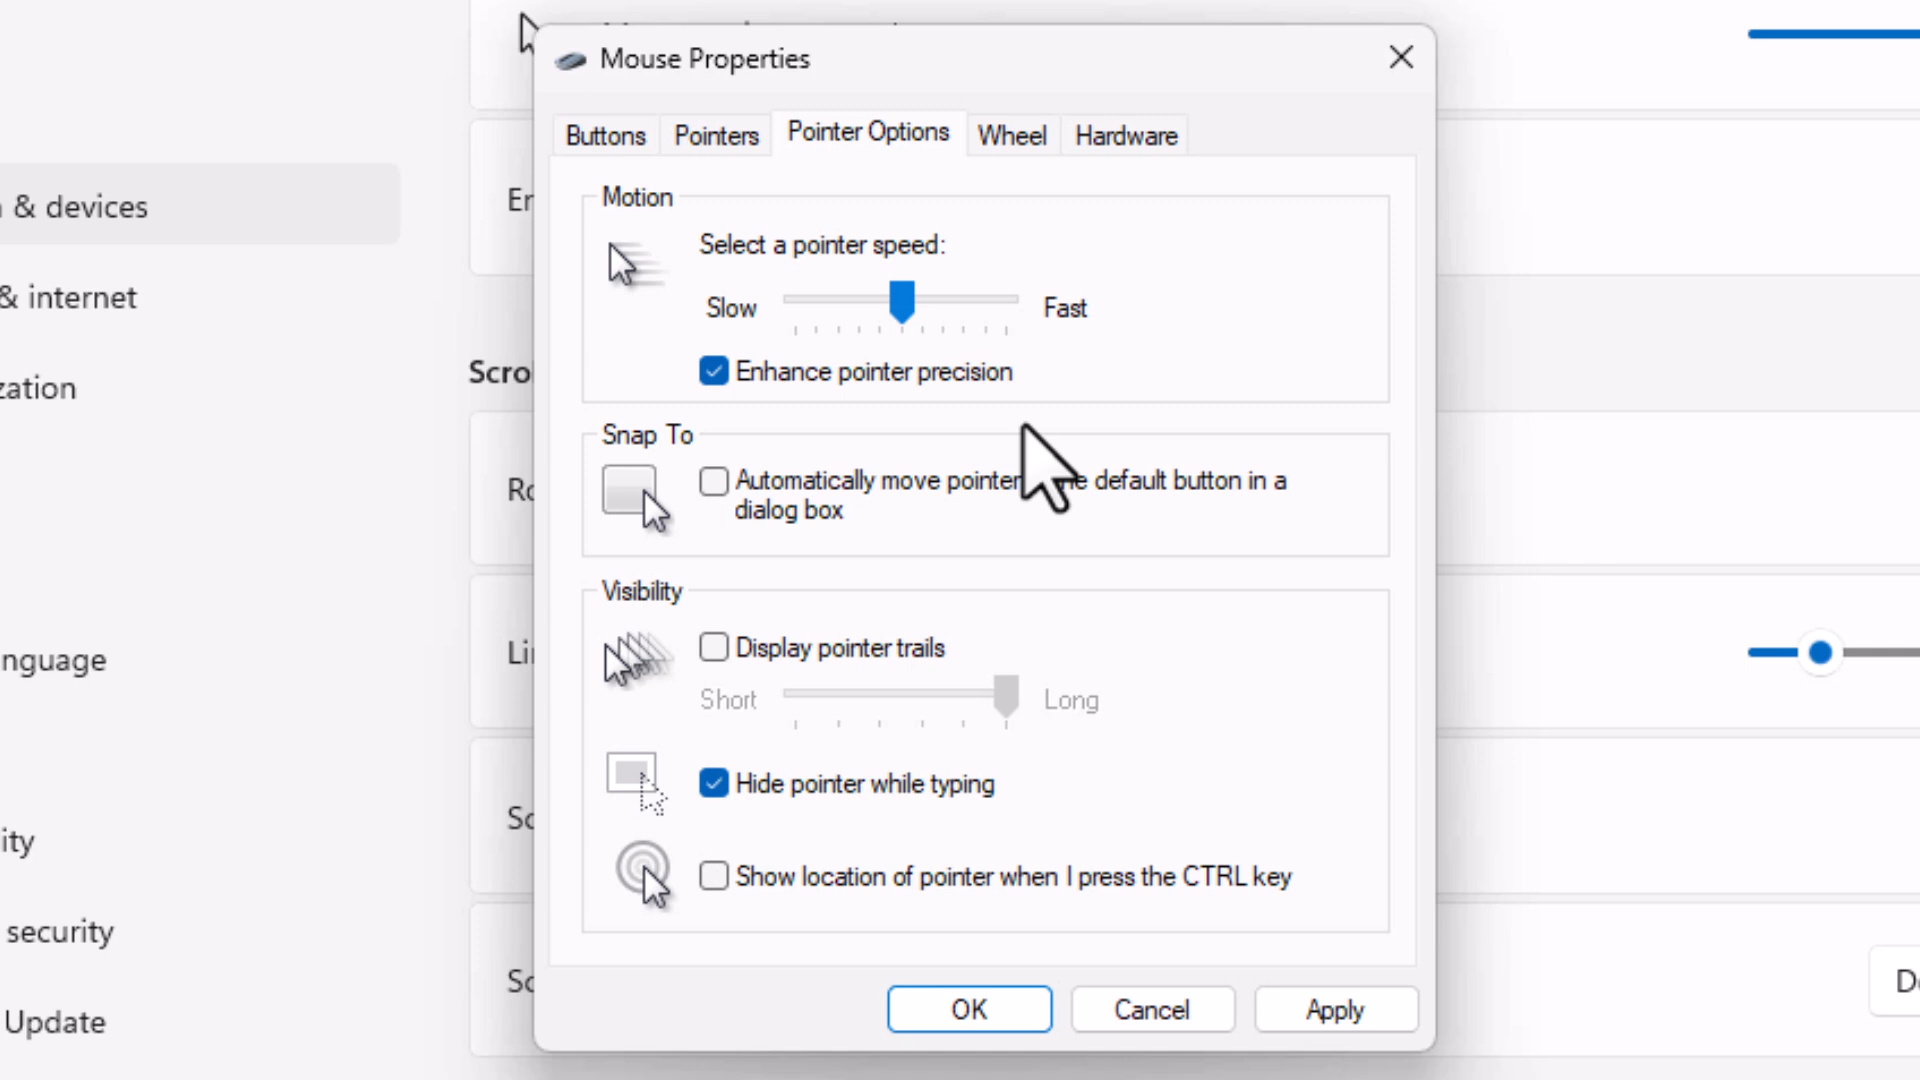 Mouse Properties
Buttons Pointers Pointer Options Wheel Hardware
Motion
Select a pointer speed:
Slow Fast
Enhance pointer precision
Snap To
Automatically move pointer default button in a
dialog box
Visibility
Display pointer trails
Short Long
Hide pointer while typing
Show location of pointer when I press the CTRL key
OK Cancel Apply
& devices
& internet
zation
nguage
ity
security
Update
Scro